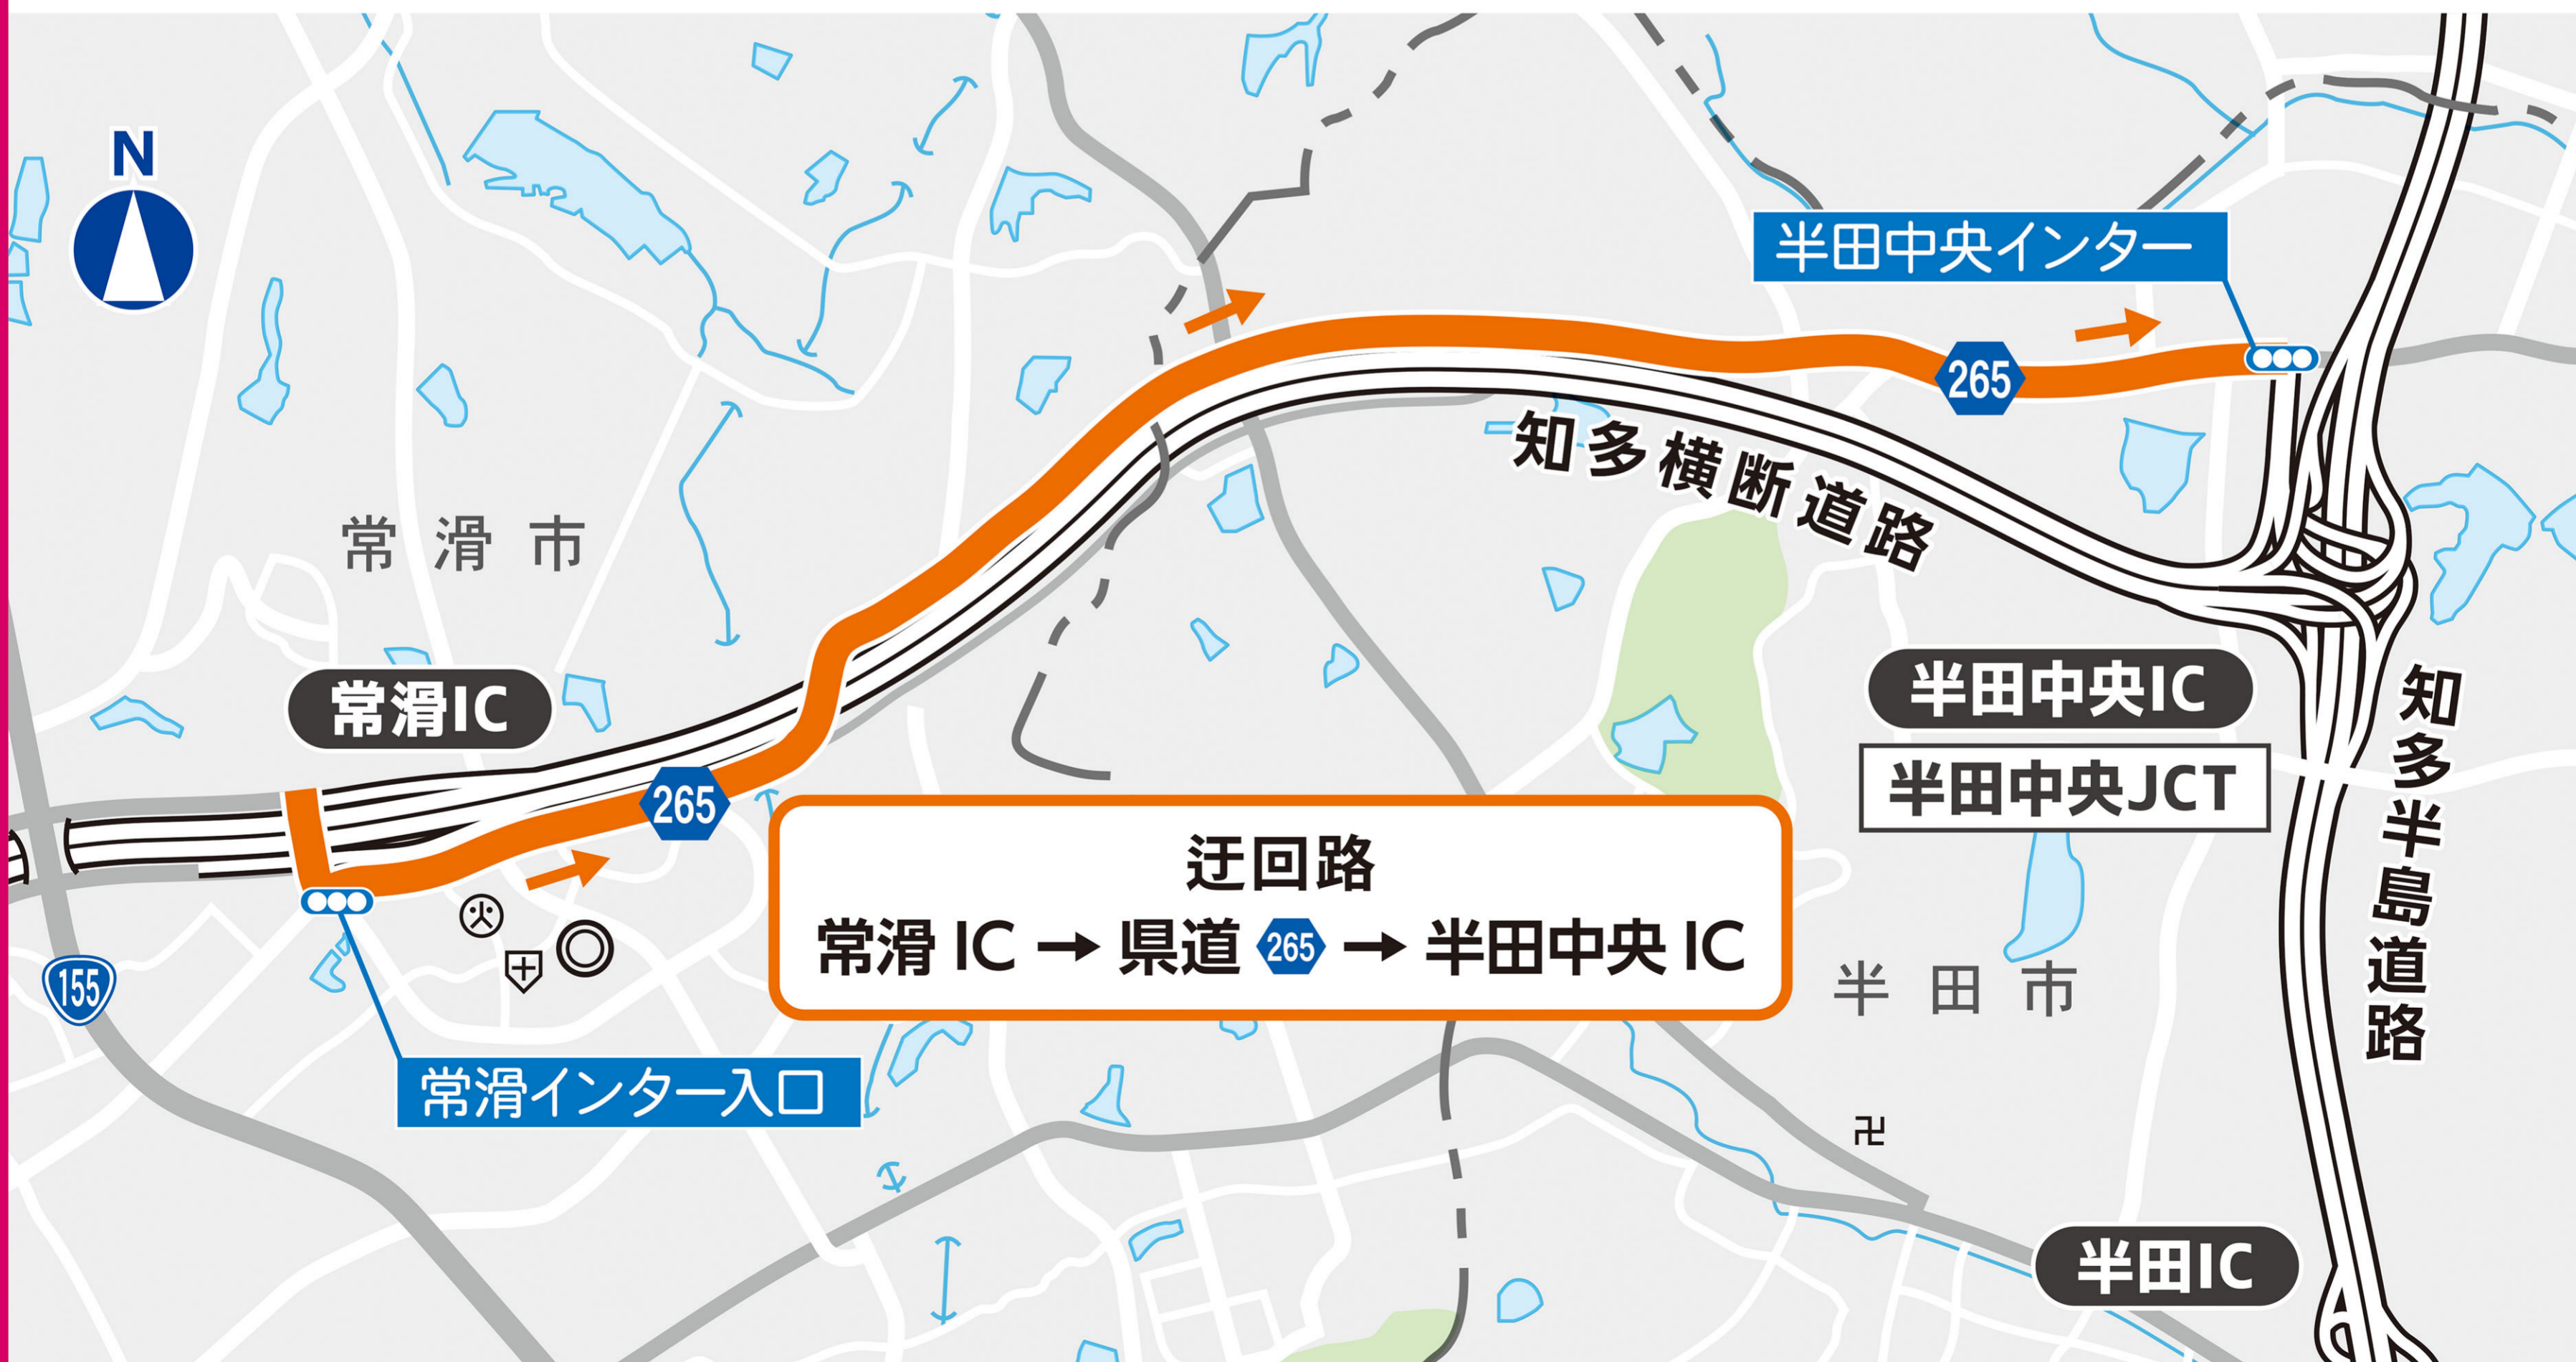 N
半田中央インター
265
知多横断道路
常滑市
常滑IC
半田中央IC
半田中央JCT
知多半島道路
265
迂回路
常滑 IC → 県道 265 → 半田中央 IC
155
半田市
常滑インター入口
半田IC